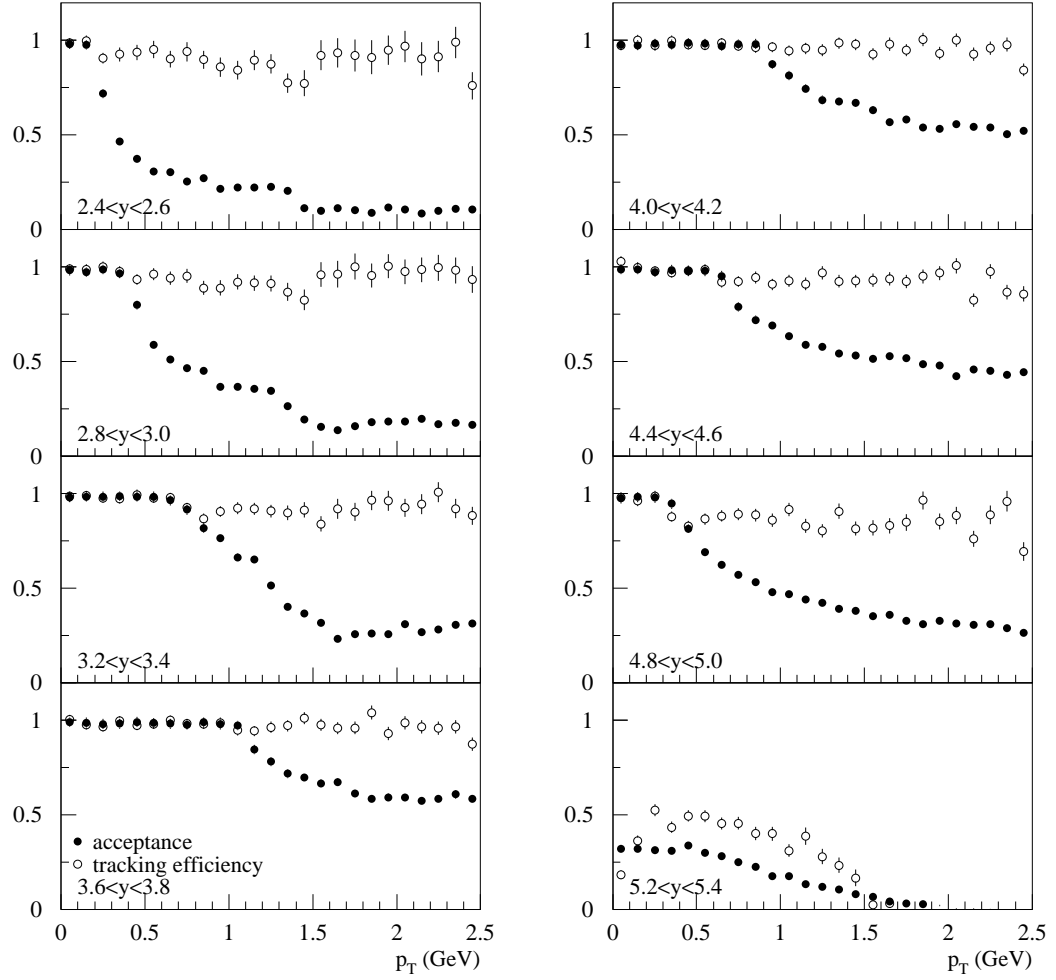 1
0.5
0
2.4<y<2.6
1
0.5
0
2.8<y<3.0
1
0.5
0
3.2<y<3.4
1
0.5
0
acceptance
tracking efficiency
3.6<y<3.8
0 0.5 1 1.5 2 2.5
p_T (GeV)
1
0.5
0
4.0<y<4.2
1
0.5
0
4.4<y<4.6
1
0.5
0
4.8<y<5.0
1
0.5
0
5.2<y<5.4
0 0.5 1 1.5 2 2.5
p_T (GeV)